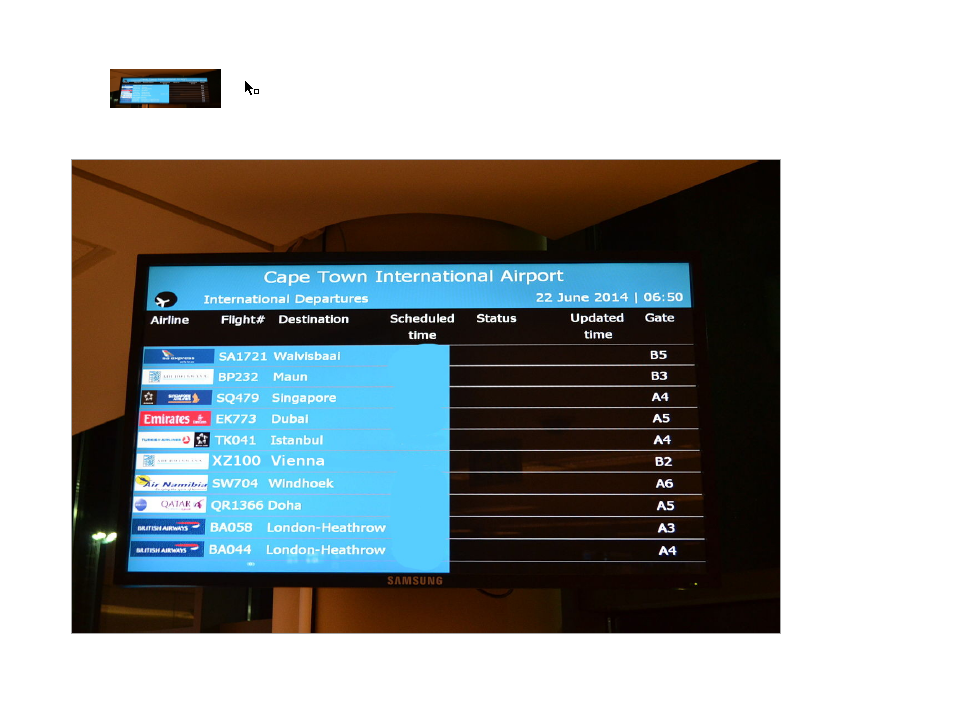 Cape Town International Airport
International Departures 22 June 2014 | 06:50
Airline Flight# Destination Scheduled time Status Updated time Gate
SA1721 Walvisbaai B5
BP232 Maun B3
SINGAPORE AIRLINES SQ479 Singapore A4
Emirates EK773 Dubai A5
TURKISH AIRLINES TK041 Istanbul A4
XZ100 Vienna B2
Air Namibia SW704 Windhoek A6
QATAR QR1366 Doha A5
BRITISH AIRWAYS BA058 London-Heathrow A3
BRITISH AIRWAYS BA044 London-Heathrow A4
SAMSUNG